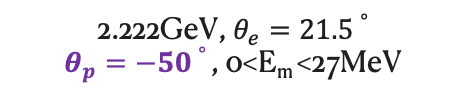 2.222GeV, θₑ = 21.5°
θₚ = −50°, 0<Eₘ<27MeV